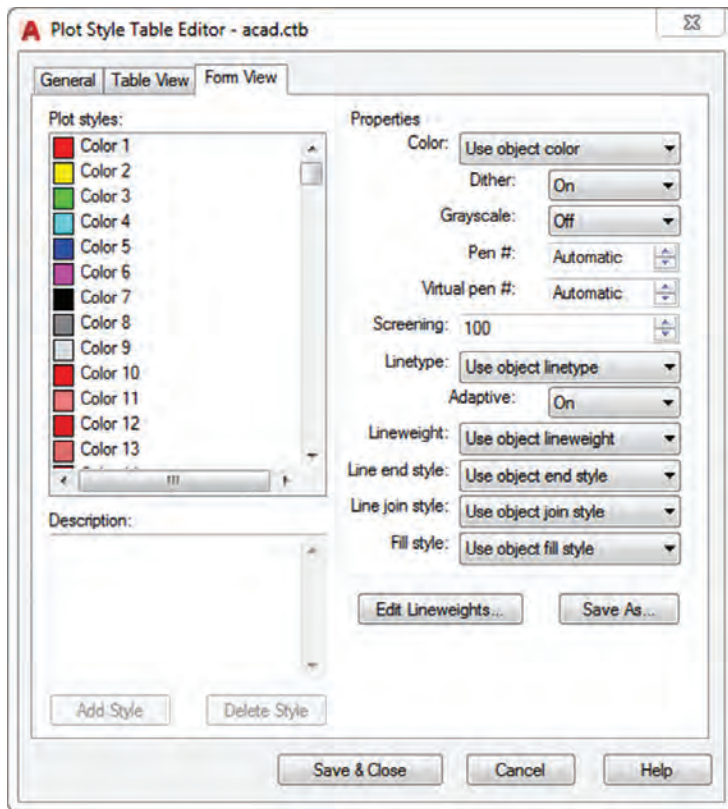 Plot Style Table Editor - acad.ctb
General Table View Form View
Plot styles:
Color 1
Color 2
Color 3
Color 4
Color 5
Color 6
Color 7
Color 8
Color 9
Color 10
Color 11
Color 12
Color 13
Description:
Add Style Delete Style
Properties
Color: Use object color
Dither: On
Grayscale: Off
Pen #: Automatic
Virtual pen #: Automatic
Screening: 100
Linetype: Use object linetype
Adaptive: On
Lineweight: Use object lineweight
Line end style: Use object end style
Line join style: Use object join style
Fill style: Use object fill style
Edit Lineweights... Save As...
Save & Close Cancel Help